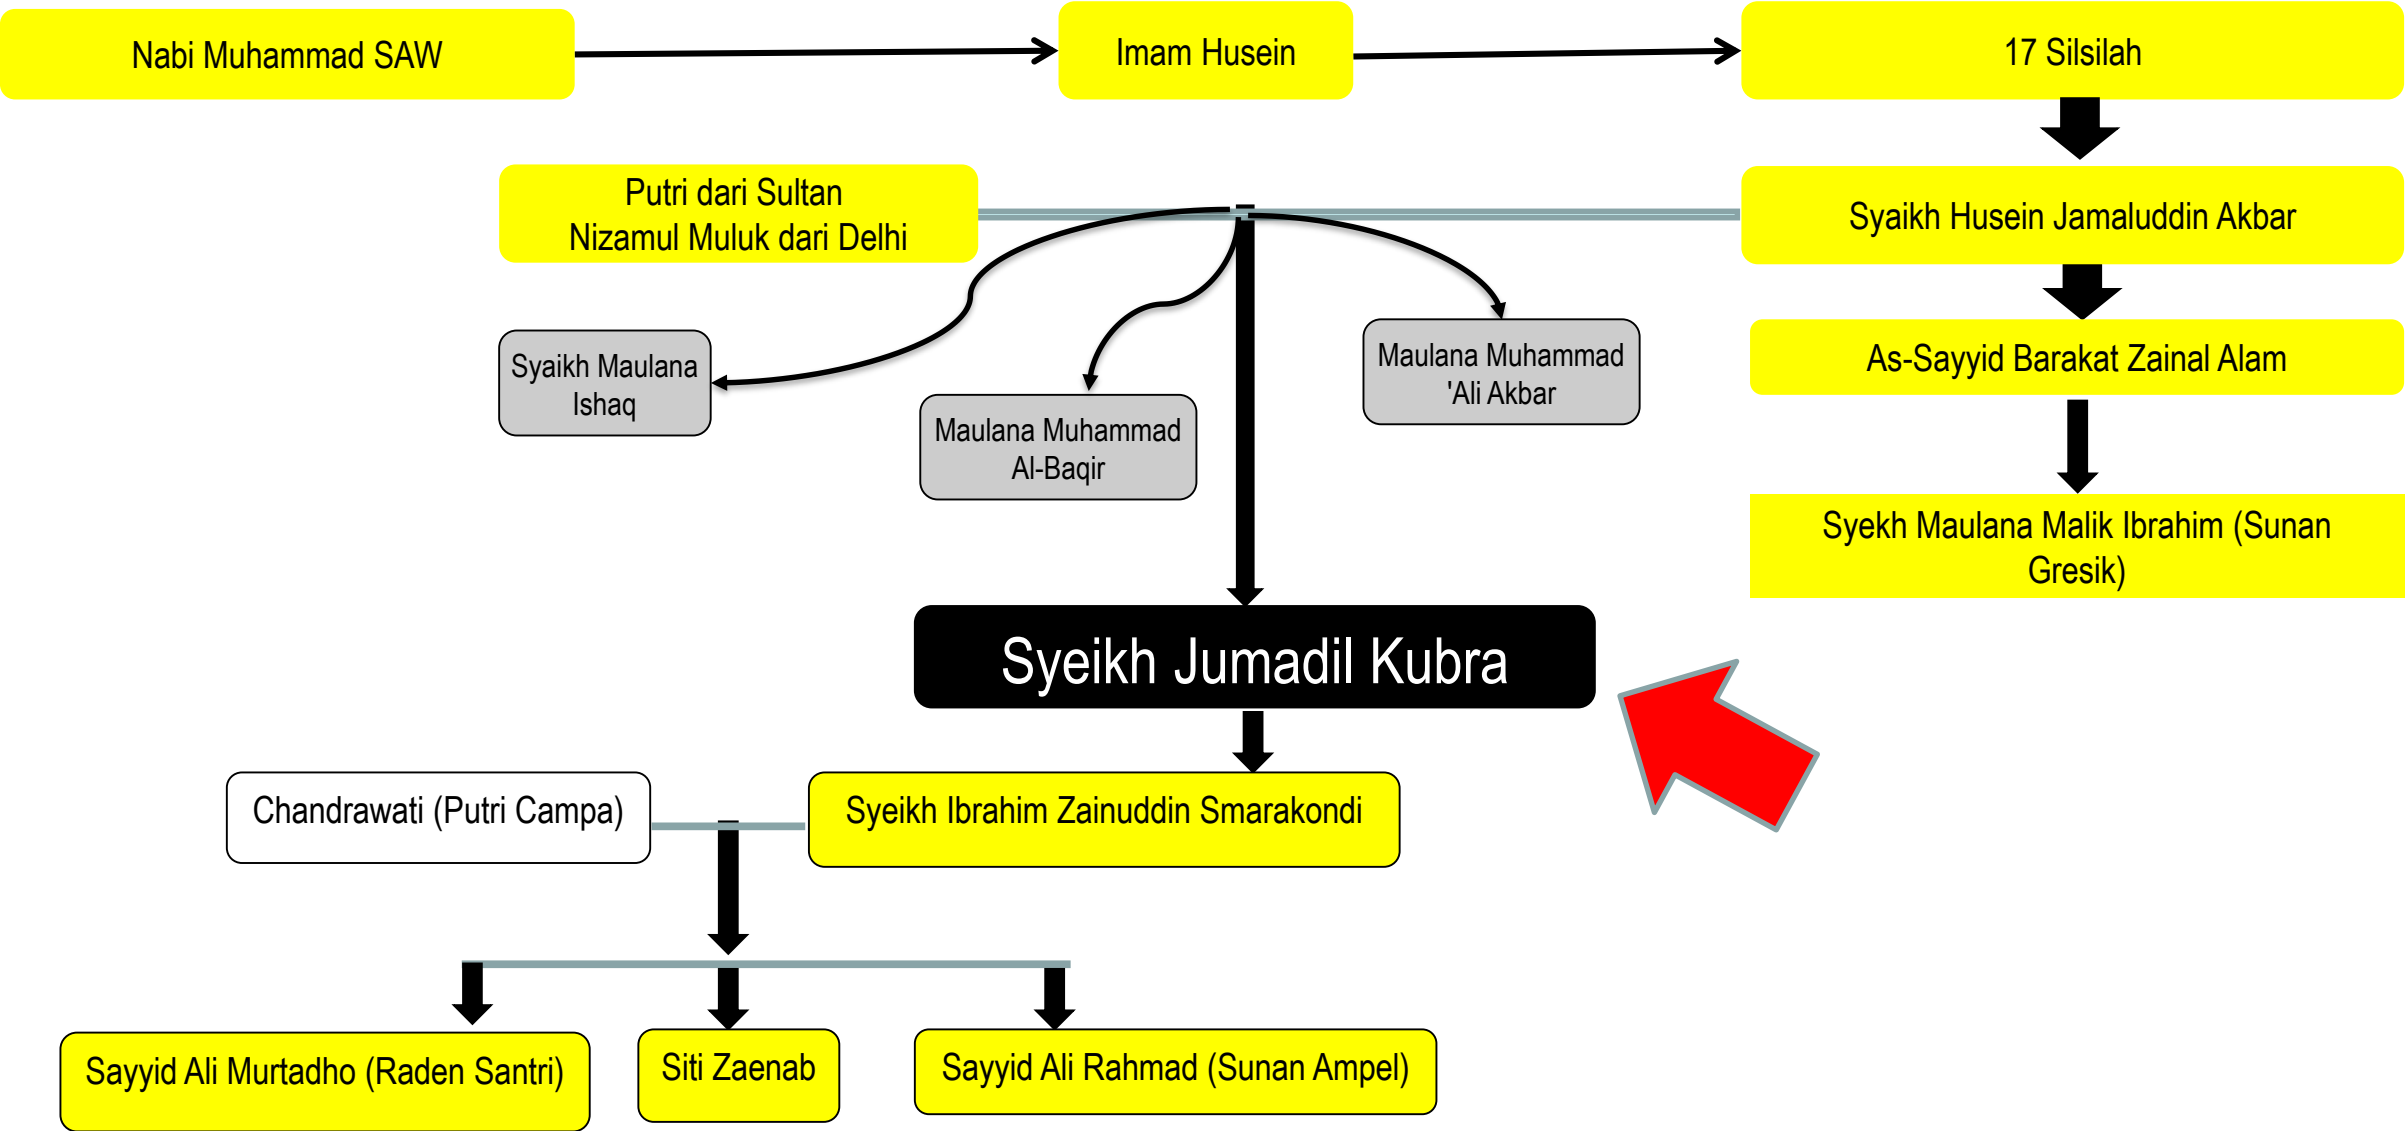 Nabi Muhammad SAW
Imam Husein
17 Silsilah
Putri dari Sultan
Nizamul Muluk dari Delhi
Syaikh Husein Jamaluddin Akbar
Syaikh Maulana
Ishaq
Maulana Muhammad
Al-Baqir
Maulana Muhammad
'Ali Akbar
As-Sayyid Barakat Zainal Alam
Syekh Maulana Malik Ibrahim (Sunan
Gresik)
Syeikh Jumadil Kubra
Chandrawati (Putri Campa)
Syeikh Ibrahim Zainuddin Smarakondi
Sayyid Ali Murtadho (Raden Santri)
Siti Zaenab
Sayyid Ali Rahmad (Sunan Ampel)